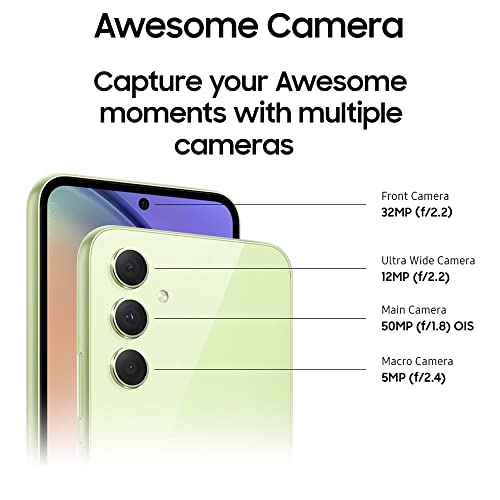 Awesome Camera
Capture your Awesome
moments with multiple
cameras
Front Camera
32MP (f/2.2)
Ultra Wide Camera
12MP (f/2.2)
Main Camera
50MP (f/1.8) OIS
Macro Camera
5MP (f/2.4)